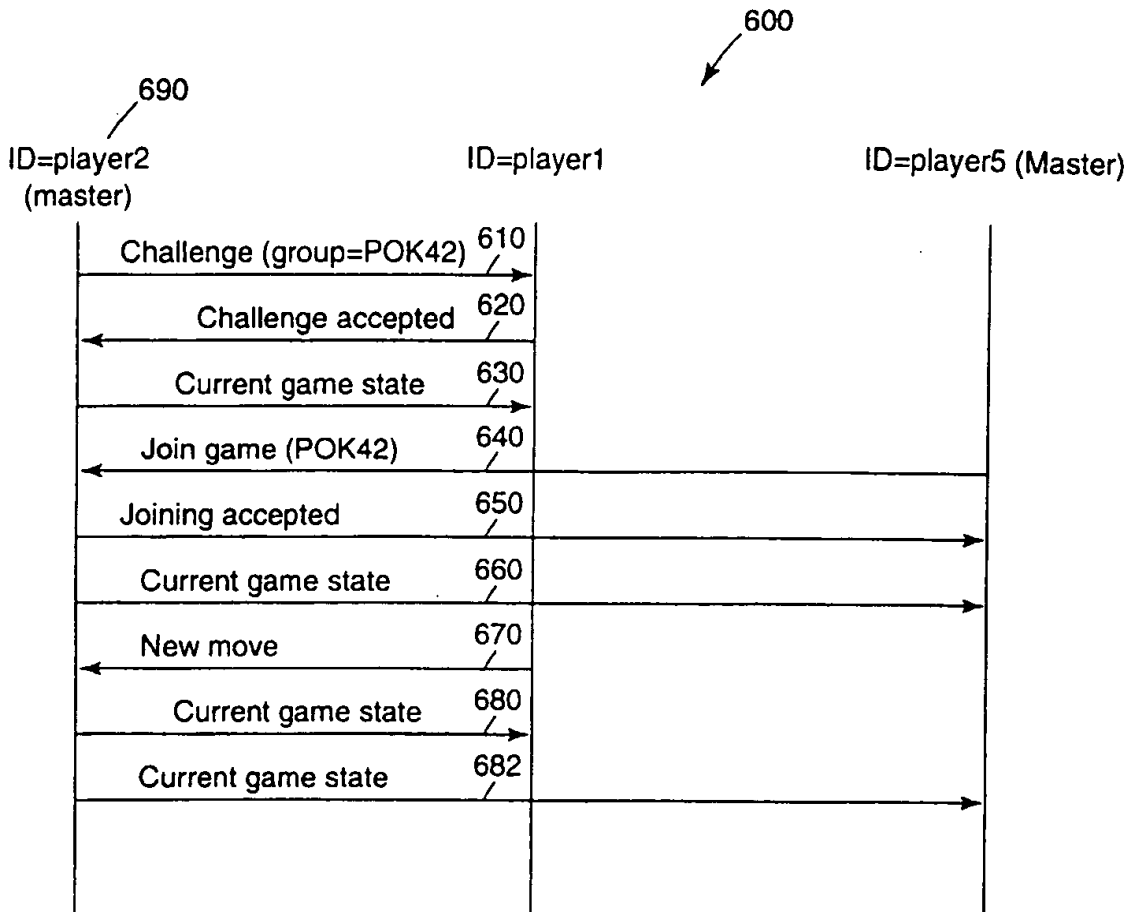 600
690
ID=player2
(master)
ID=player1
ID=player5 (Master)
Challenge (group=POK42) 610
Challenge accepted 620
Current game state 630
Join game (POK42) 640
Joining accepted 650
Current game state 660
New move 670
Current game state 680
Current game state 682